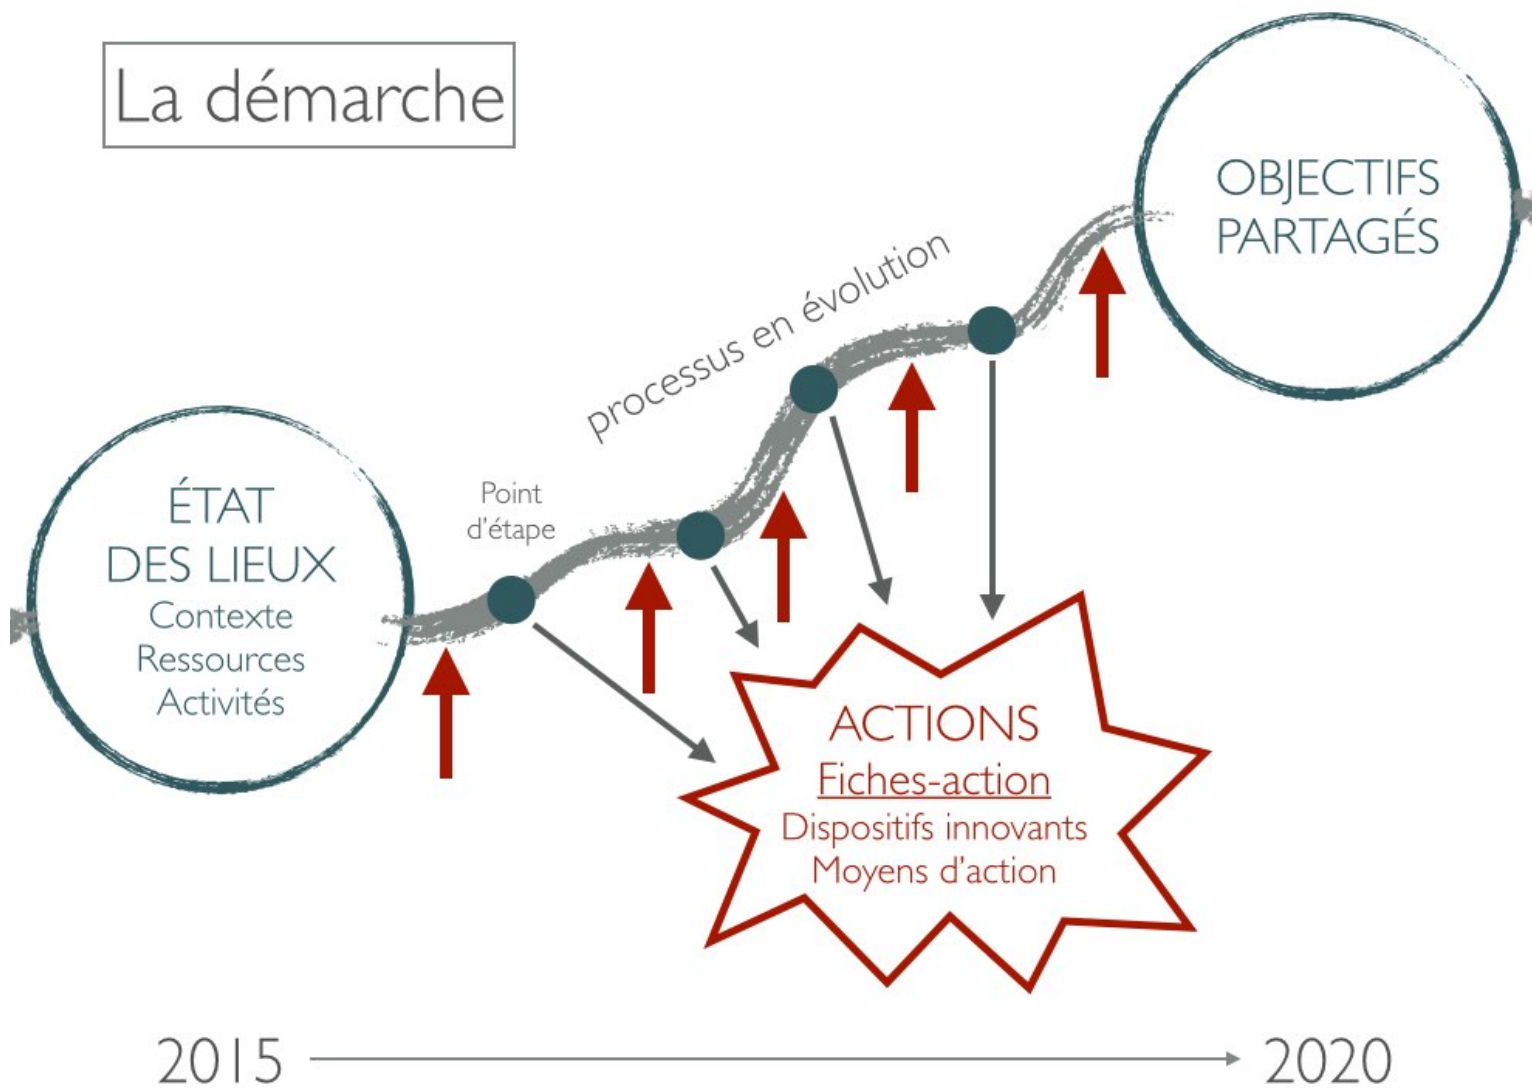 La démarche
OBJECTIFS
PARTAGÉS
processus en évolution
Point
d'étape
ÉTAT
DES LIEUX
Contexte
Ressources
Activités
ACTIONS
Fiches-action
Dispositifs innovants
Moyens d'action
2015
2020